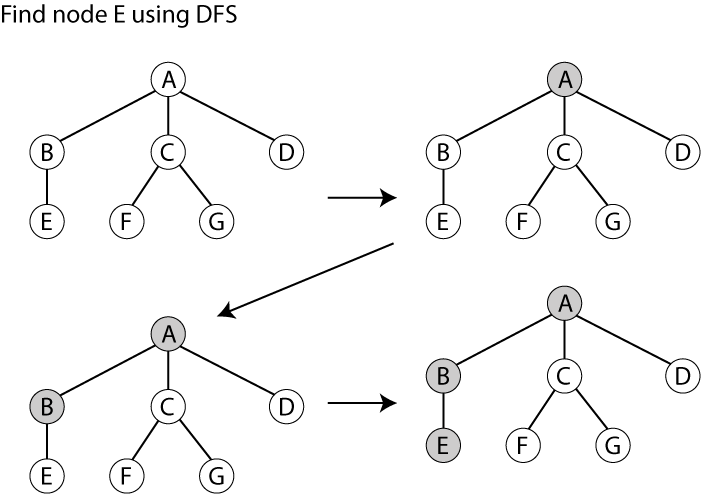 Find node E using DFS
A
B C D
E F G
A
B C D
E F G
A
B C D
E F G
A
B C D
E F G